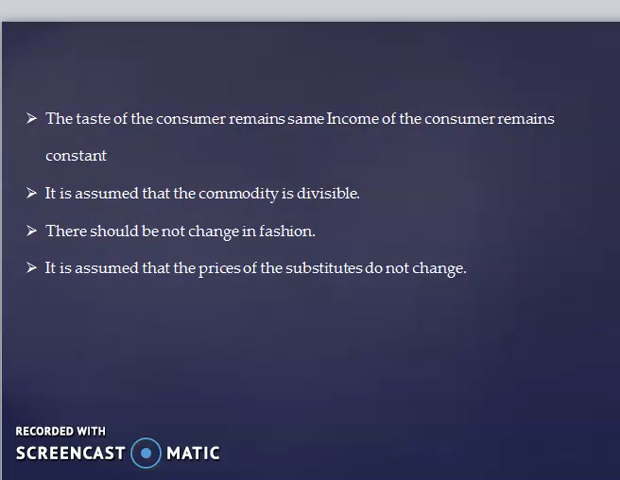 ➢ The taste of the consumer remains same Income of the consumer remains
constant
➢ It is assumed that the commodity is divisible.
➢ There should be not change in fashion.
➢ It is assumed that the prices of the substitutes do not change.
RECORDED WITH
SCREENCAST MATIC